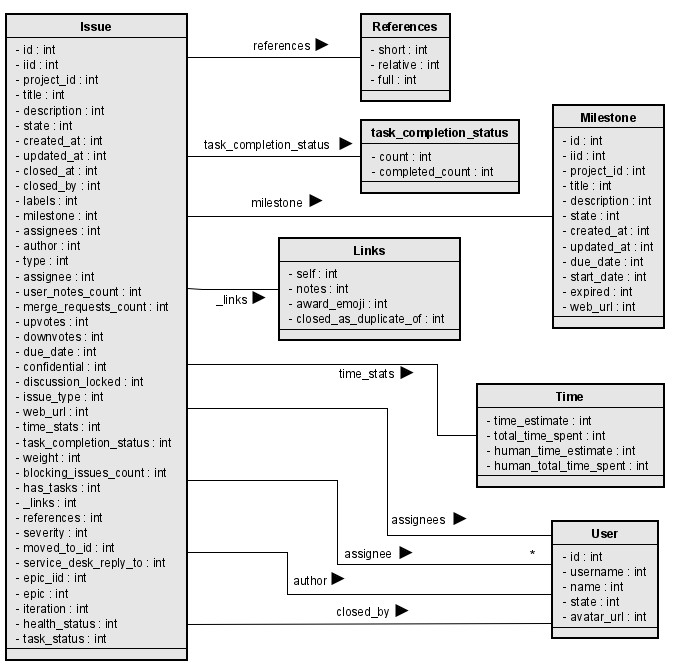 Issue
- id : int
- iid : int
- project_id : int
- title : int
- description : int
- state : int
- created_at : int
- updated_at : int
- closed_at : int
- closed_by : int
- labels : int
- milestone : int
- assignees : int
- author : int
- type : int
- assignee : int
- user_notes_count : int
- merge_requests_count : int
- upvotes : int
- downvotes : int
- due_date : int
- confidential : int
- discussion_locked : int
- issue_type : int
- web_url : int
- time_stats : int
- task_completion_status : int
- weight : int
- blocking_issues_count : int
- has_tasks : int
- _links : int
- references : int
- severity : int
- moved_to_id : int
- service_desk_reply_to : int
- epic_iid : int
- epic : int
- iteration : int
- health_status : int
- task_status : int
references
References
- short : int
- relative : int
- full : int
task_completion_status
task_completion_status
- count : int
- completed_count : int
milestone
Milestone
- id : int
- iid : int
- project_id : int
- title : int
- description : int
- state : int
- created_at : int
- updated_at : int
- due_date : int
- start_date : int
- expired : int
- web_url : int
_links
Links
- self : int
- notes : int
- award_emoji : int
- closed_as_duplicate_of : int
time_stats
Time
- time_estimate : int
- total_time_spent : int
- human_time_estimate : int
- human_total_time_spent : int
assignees
assignee
*
author
closed_by
User
- id : int
- username : int
- name : int
- state : int
- avatar_url : int